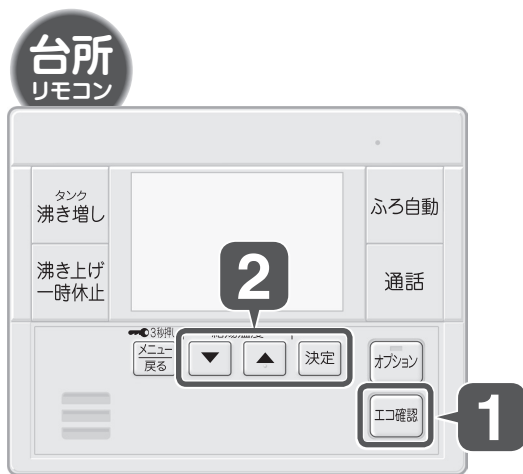 台所
リモコン
タンク
沸き増し
ふろ自動
沸き上げ
一時休止
通話
2
3秒押し
メニュー
戻る
▼
▲
決定
オプション
エコ確認
1